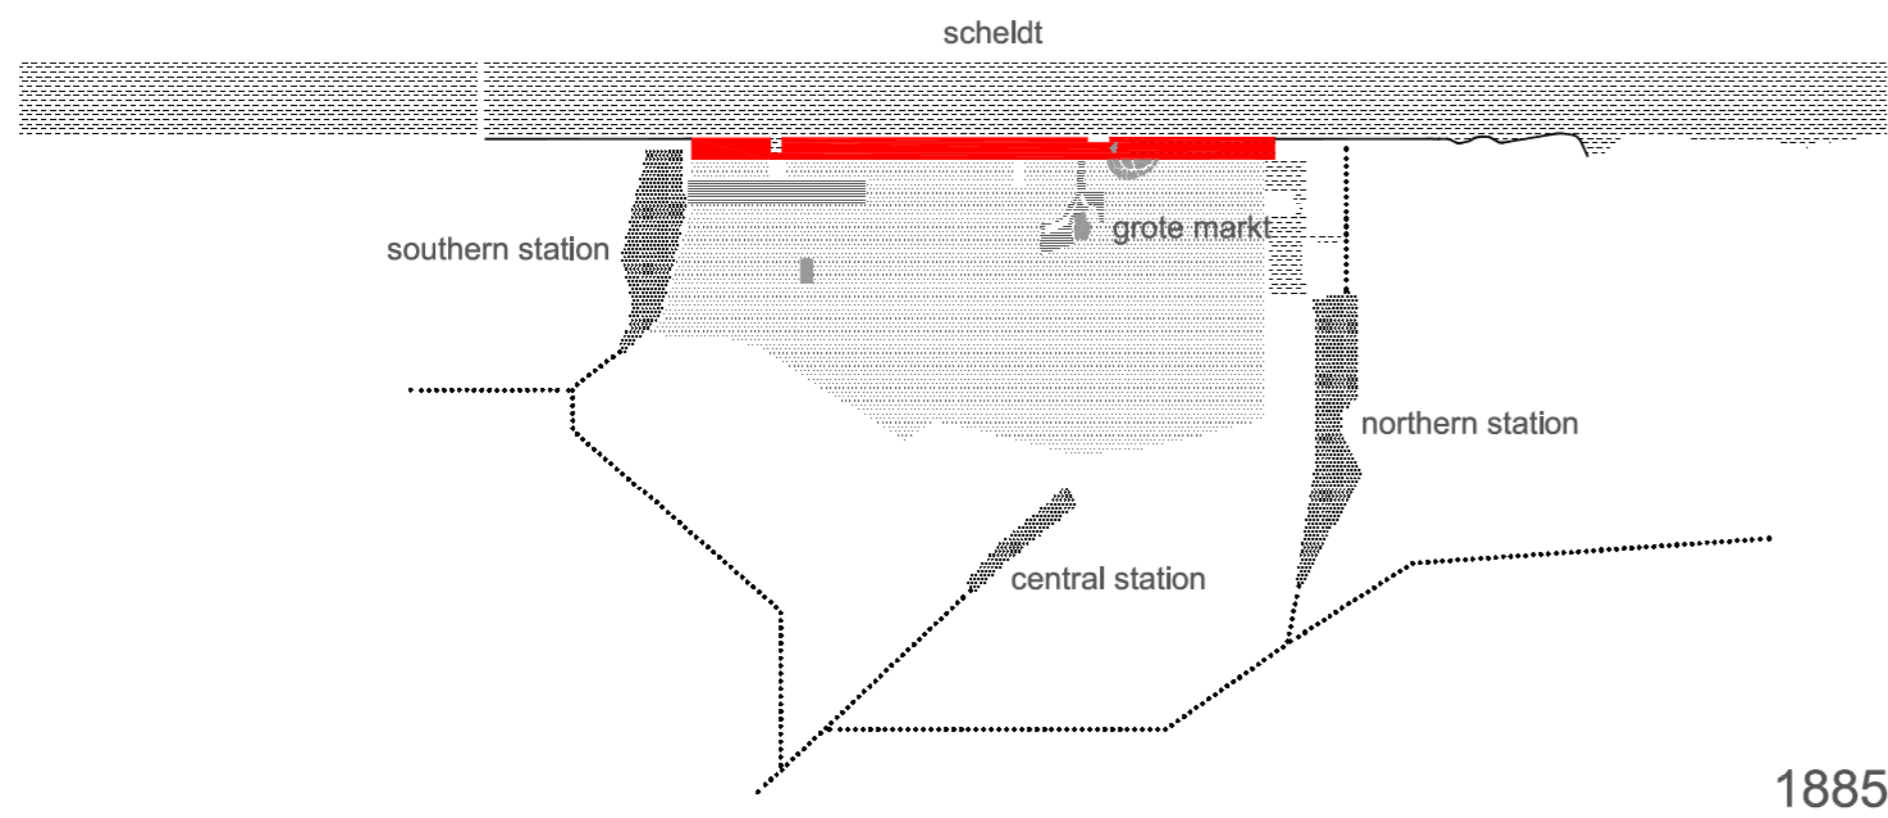 scheldt
southern station
grote markt
northern station
central station
1885